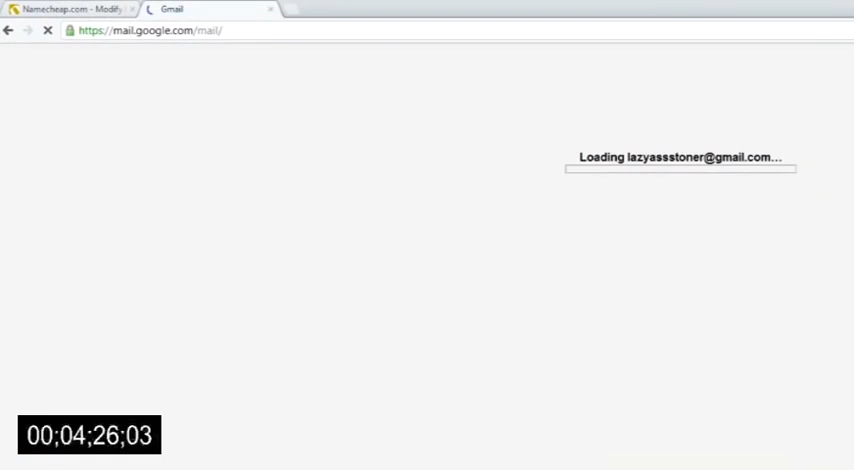 Namecheap.com - Modify
Gmail
https://mail.google.com/mail/
Loading lazyassstoner@gmail.com...
00;04;26;03